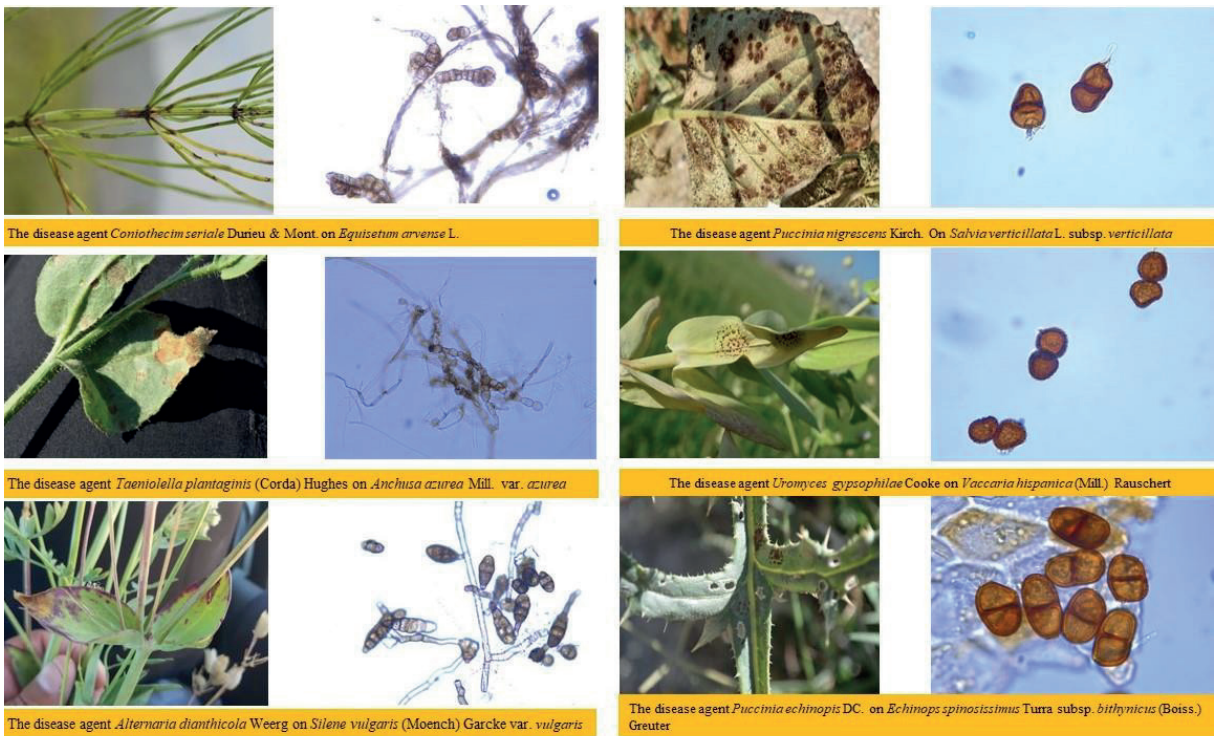 The disease agent Coniothecim seriale Durieu & Mont. on Equisetum arvense L.
The disease agent Puccinia nigrescens Kirch. On Salvia verticillata L. subsp. verticillata
The disease agent Taeniolella plantaginis (Corda) Hughes on Anchusa azurea Mill. var. azurea
The disease agent Uromyces gypsophilae Cooke on Vaccaria hispanica (Mill.) Rauschert
The disease agent Alternaria dianthicola Weerg on Silene vulgaris (Moench) Garcke var. vulgaris
The disease agent Puccinia echinopis DC. on Echinops spinosissimus Turra subsp. bithynicus (Boiss.)
Greuter